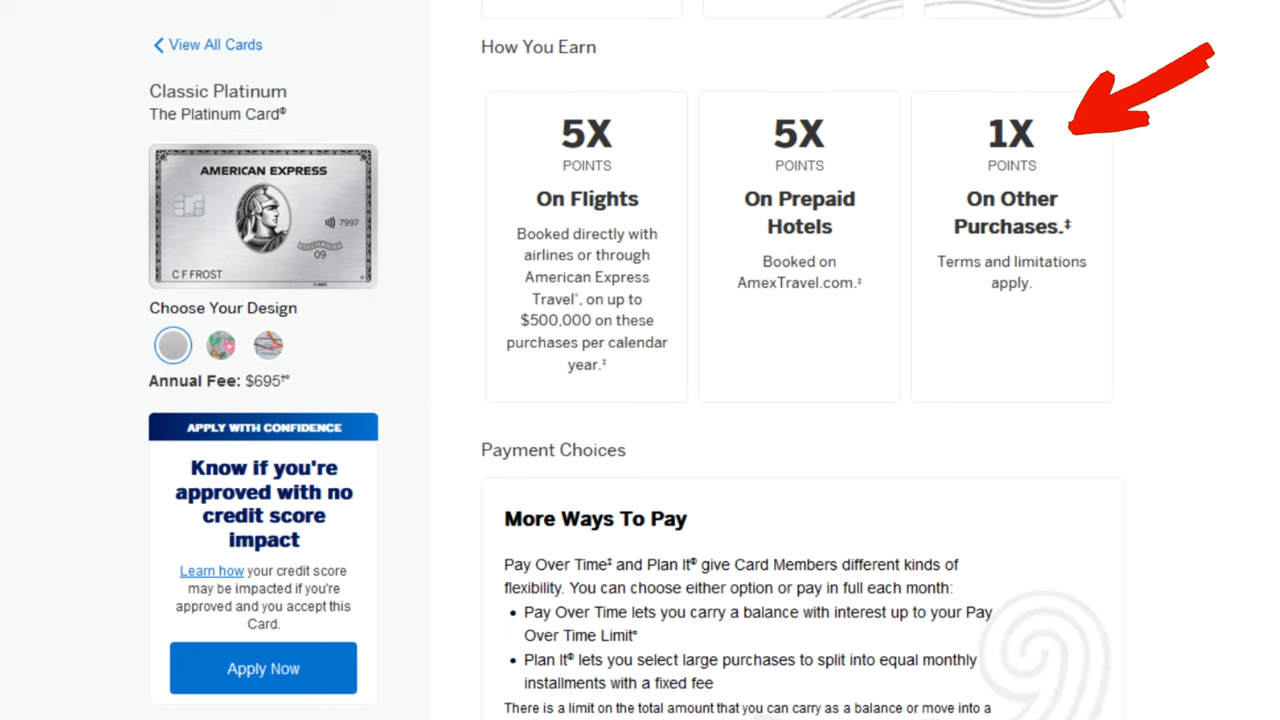 View All Cards
Classic Platinum
The Platinum Card®
AMERICAN EXPRESS
7997
09
C F FROST
Choose Your Design
Annual Fee: $695
APPLY WITH CONFIDENCE
Know if you're
approved with no
credit score
impact
Learn how your credit score
may be impacted if you're
approved and you accept this
Card.
Apply Now
How You Earn
5X
POINTS
On Flights
Booked directly with
airlines or through
American Express
Travel®, on up to
$500,000 on these
purchases per calendar
year.‡
5X
POINTS
On Prepaid
Hotels
Booked on
AmexTravel.com.‡
1X
POINTS
On Other
Purchases.‡
Terms and limitations
apply.
Payment Choices
More Ways To Pay
Pay Over Time‡ and Plan It® give Card Members different kinds of
flexibility. You can choose either option or pay in full each month:
• Pay Over Time lets you carry a balance with interest up to your Pay
Over Time Limit
• Plan It® lets you select large purchases to split into equal monthly
installments with a fixed fee
There is a limit on the total amount that you can carry as a balance or move into a